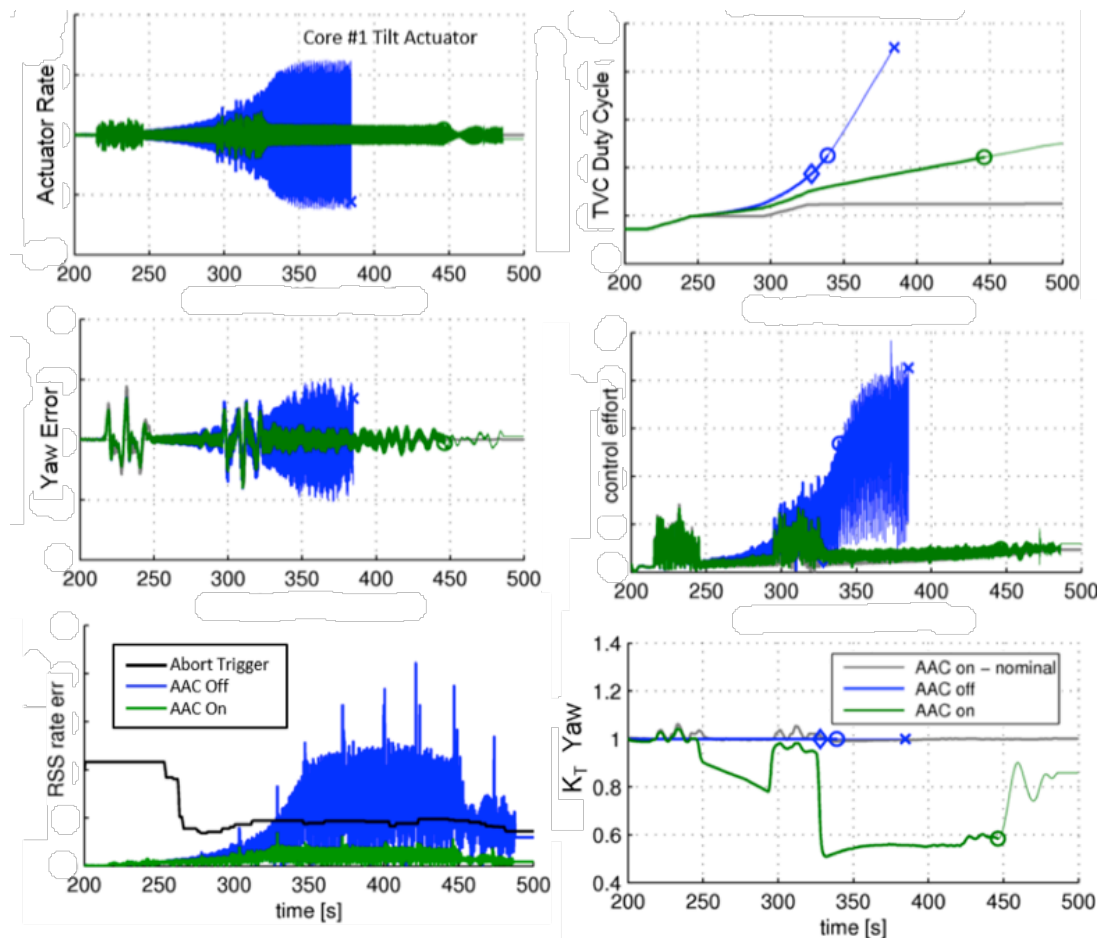 Core #1 Tilt Actuator
Actuator Rate
200 250 300 350 400 450 500
TVC Duty Cycle
200 250 300 350 400 450 500
Yaw Error
200 250 300 350 400 450 500
control effort
200 250 300 350 400 450 500
RSS rate err
Abort Trigger
AAC Off
AAC On
200 250 300 350 400 450 500
time [s]
K_T Yaw
1.4
1.2
1
0.8
0.6
0.4
AAC on – nominal
AAC off
AAC on
200 250 300 350 400 450 500
time [s]